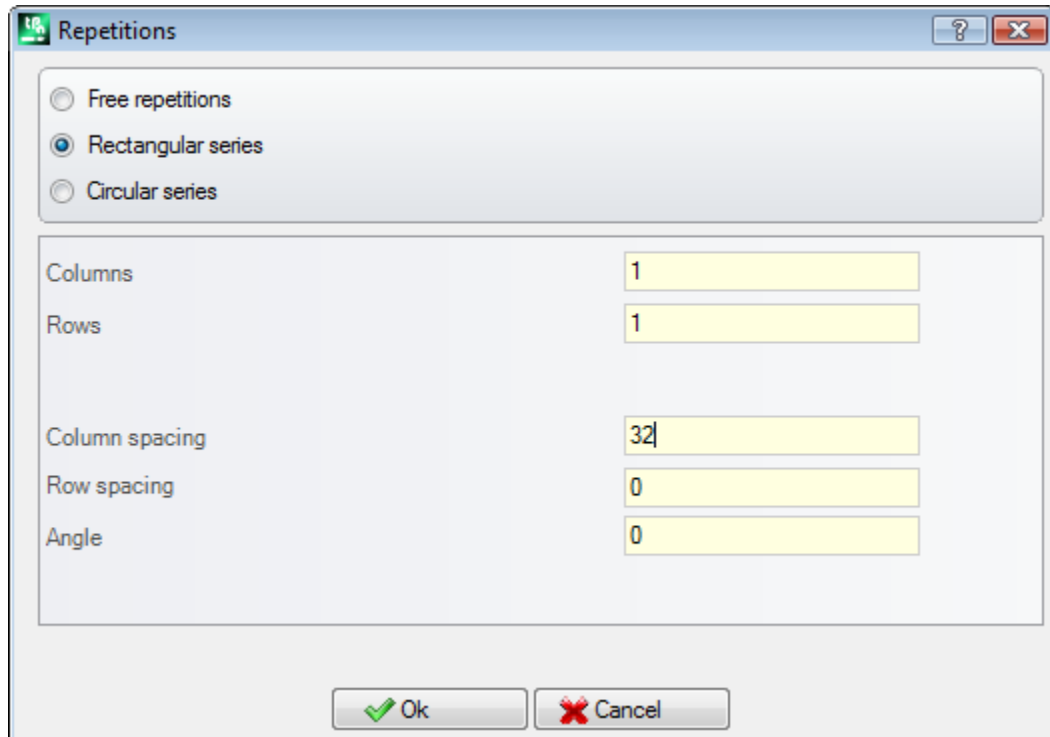 Repetitions
Free repetitions
Rectangular series
Circular series
Columns 1
Rows 1
Column spacing 32
Row spacing 0
Angle 0
Ok Cancel